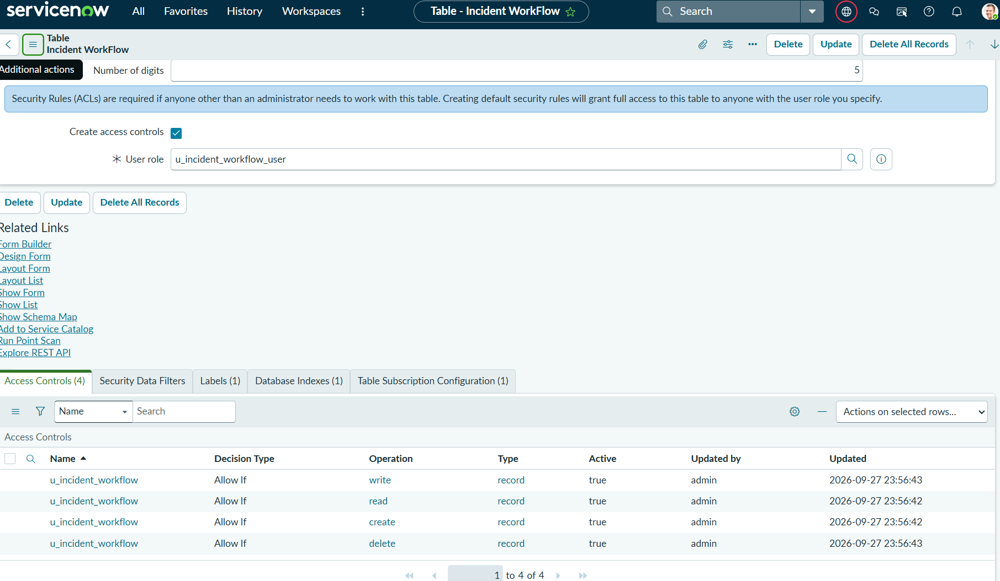 servicenow All Favorites History Workspaces Table - Incident WorkFlow Search
Table
Incident WorkFlow
Delete Update Delete All Records
Additional actions Number of digits 5
Security Rules (ACLs) are required if anyone other than an administrator needs to work with this table. Creating default security rules will grant full access to this table to anyone with the user role you specify.
Create access controls
User role u_incident_workflow_user
Delete Update Delete All Records
Related Links
Form Builder
Design Form
Layout Form
Layout List
Show Form
Show List
Show Schema Map
Add to Service Catalog
Run Point Scan
Explore REST API
Access Controls (4) Security Data Filters Labels (1) Database Indexes (1) Table Subscription Configuration (1)
Name Search Actions on selected rows...
Access Controls
Name Decision Type Operation Type Active Updated by Updated
u_incident_workflow Allow If write record true admin 2026-09-27 23:56:43
u_incident_workflow Allow If read record true admin 2026-09-27 23:56:42
u_incident_workflow Allow If create record true admin 2026-09-27 23:56:42
u_incident_workflow Allow If delete record true admin 2026-09-27 23:56:43
1 to 4 of 4